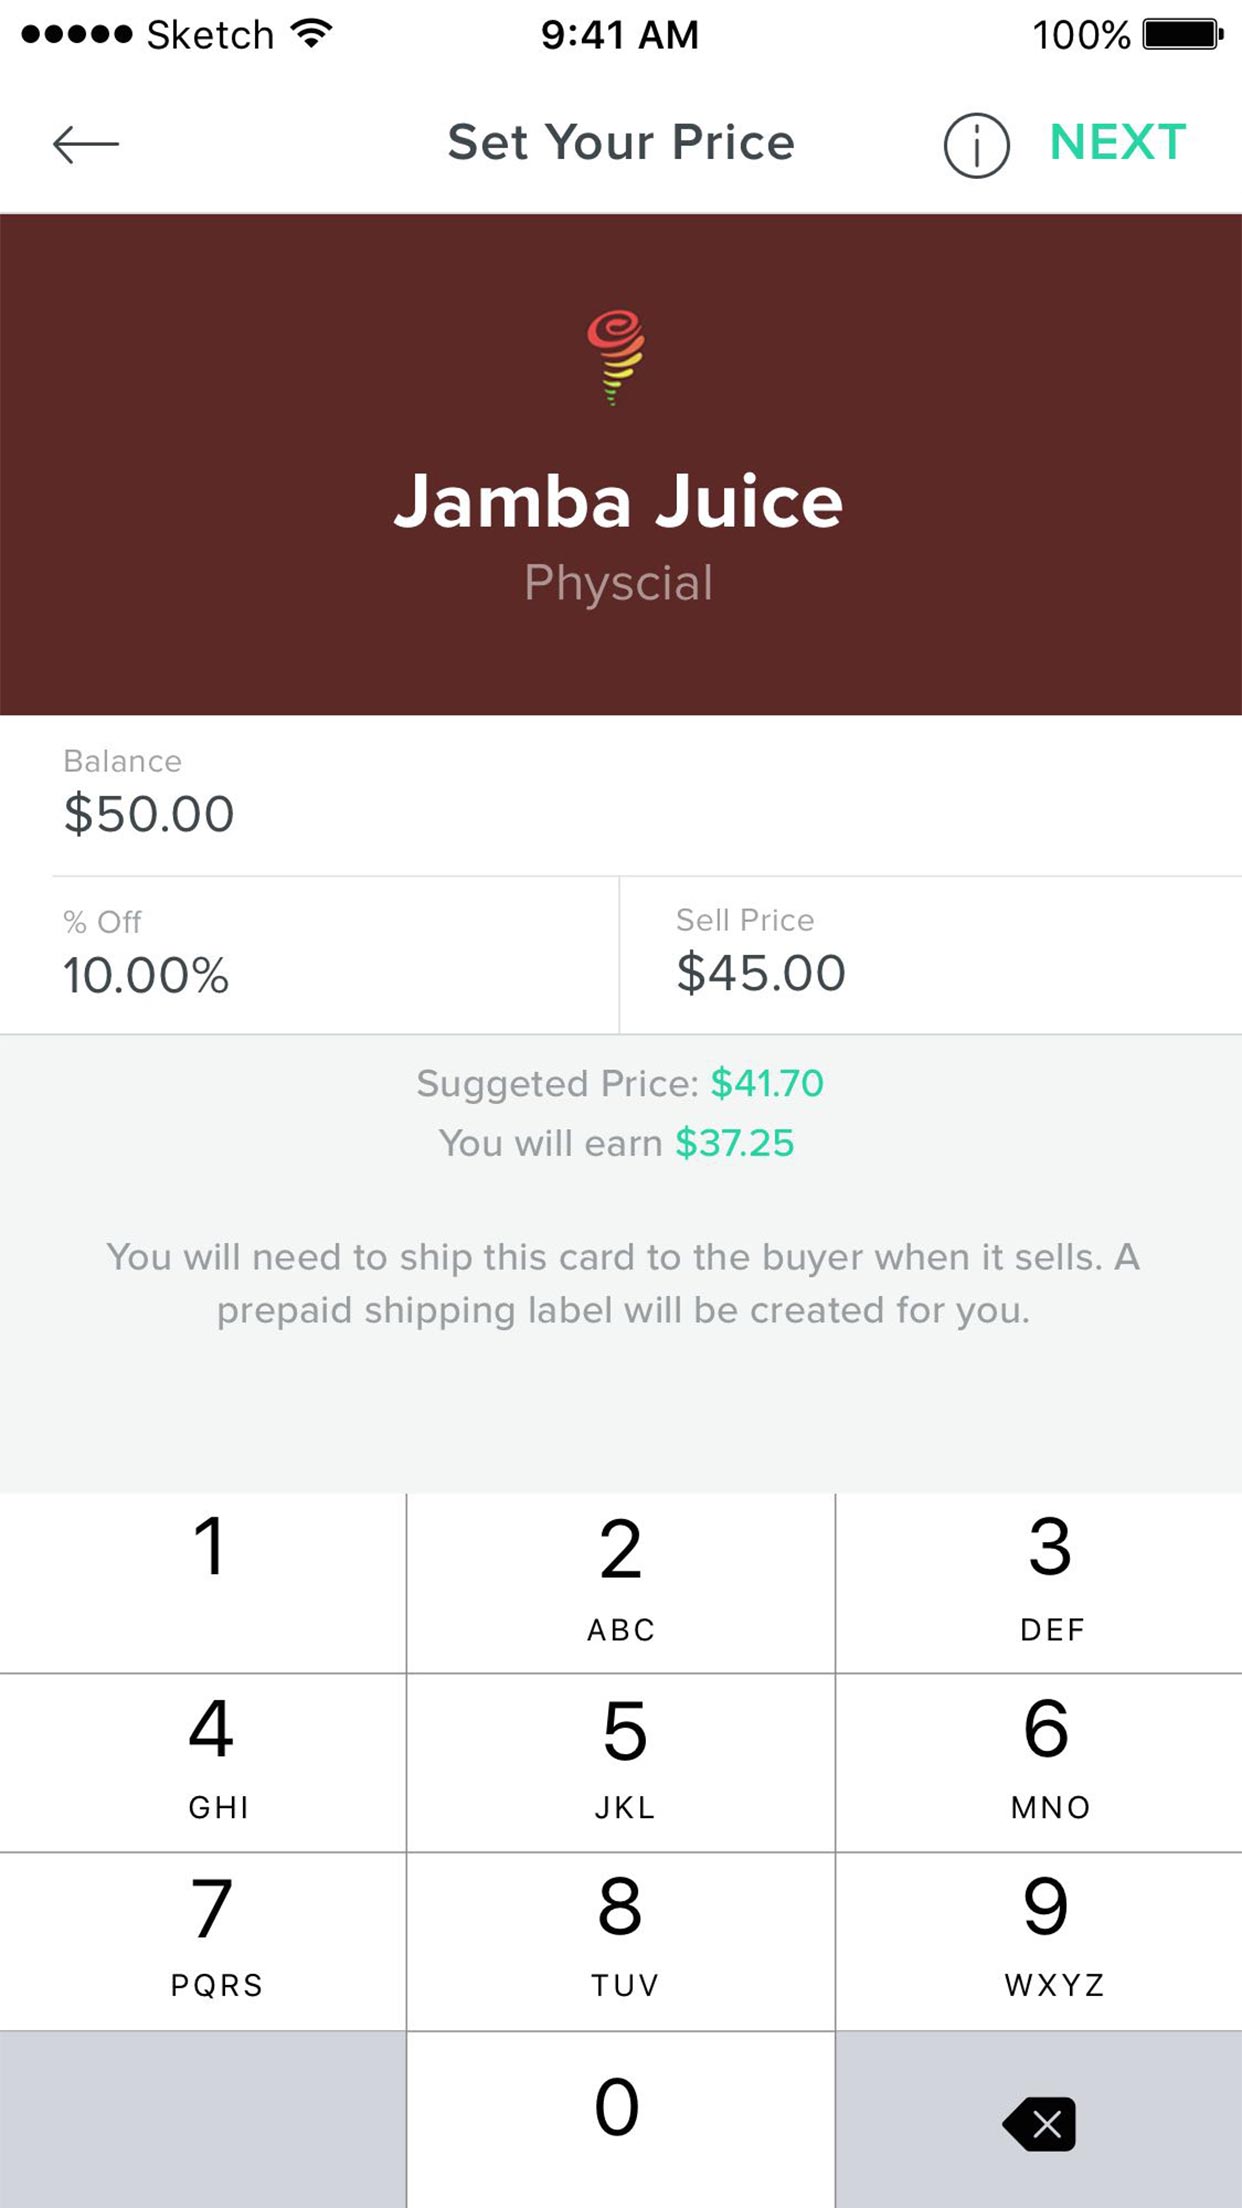 Sketch 9:41 AM 100%
Set Your Price NEXT
Jamba Juice
Physcial
Balance
$50.00
% Off Sell Price
10.00% $45.00
Suggeted Price: $41.70
You will earn $37.25
You will need to ship this card to the buyer when it sells. A
prepaid shipping label will be created for you.
1 2 3
ABC DEF
4 5 6
GHI JKL MNO
7 8 9
PQRS TUV WXYZ
0